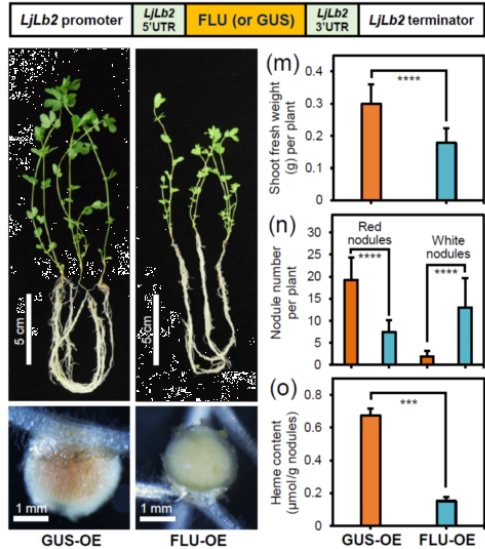 LjLb2 promoter
LjLb2
5'UTR
FLU (or GUS)
LjLb2
3'UTR
LjLb2 terminator
5 cm
5 cm
1 mm
1 mm
GUS-OE
FLU-OE
(m)
Shoot fresh weight
(g) per plant
0.4
0.3
0.2
0.1
0
****
(n)
Nodule number
per plant
30
25
20
15
10
5
0
Red
nodules
****
White
nodules
****
(o)
Heme content
(μmol/g nodules)
0.8
0.6
0.4
0.2
0
***
GUS-OE
FLU-OE